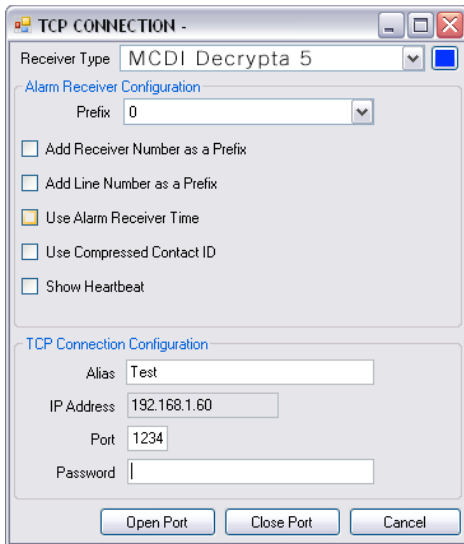 TCP CONNECTION -
Receiver Type MCDI Decrypta 5
Alarm Receiver Configuration
Prefix 0
Add Receiver Number as a Prefix
Add Line Number as a Prefix
Use Alarm Receiver Time
Use Compressed Contact ID
Show Heartbeat
TCP Connection Configuration
Alias Test
IP Address 192.168.1.60
Port 1234
Password
Open Port Close Port Cancel